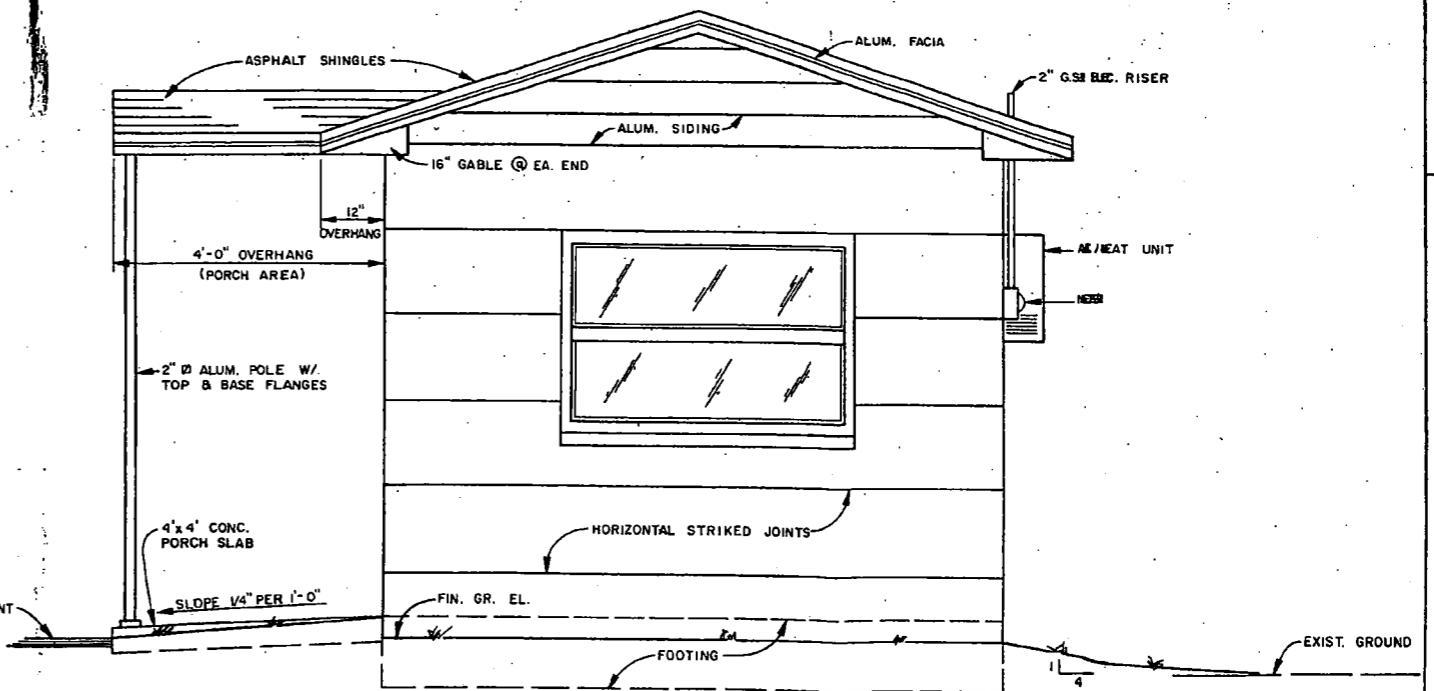 ASPHALT SHINGLES
ALUM. FACIA
2" ELEC. RISER
ALUM. SIDING
16" GABLE @ EA. END
12"
OVERHANG
4'-0" OVERHANG
(PORCH AREA)
HEAT UNIT
2" Ø ALUM. POLE W/
TOP & BASE FLANGES
4'x4' CONC.
PORCH SLAB
HORIZONTAL STRIKED JOINTS
SLOPE 1/4" PER 1'-0"
FIN. GR. EL.
NT
FOOTING
EXIST. GROUND
1
4